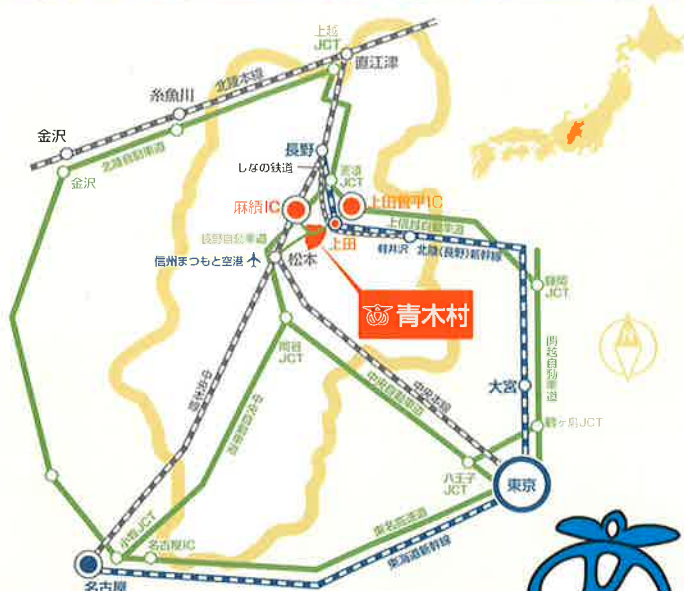 上越
JCT
直江津
北陸本線
糸魚川
金沢
北陸自動車道
金沢
長野
しなの鉄道
更埴
JCT
麻績IC
上田菅平IC
上信越自動車道
長野自動車道
上田
軽井沢
北陸(長野)新幹線
信州まつもと空港
松本
藤岡
JCT
青木村
岡谷
JCT
関越自動車道
中央本線
中央自動車道
中央本線
中央自動車道
大宮
鶴ヶ島JCT
八王子
JCT
東京
東名高速道
東海道新幹線
小牧JCT
名古屋IC
名古屋